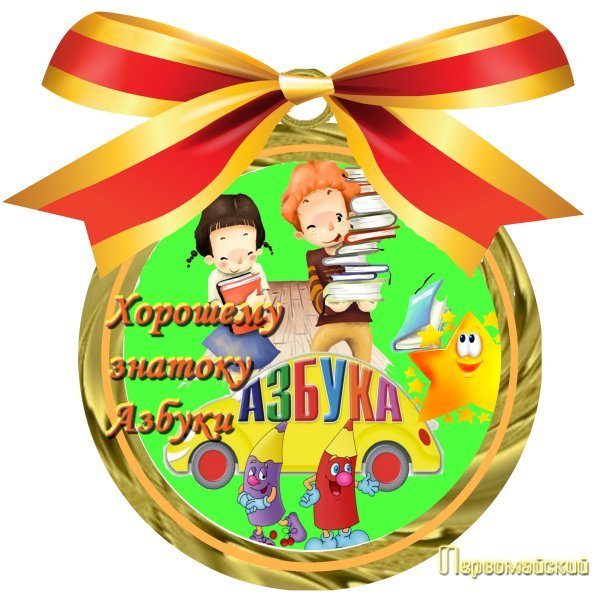 Хорошему
знатоку
Азбуки
АЗБУКА
Первомайский